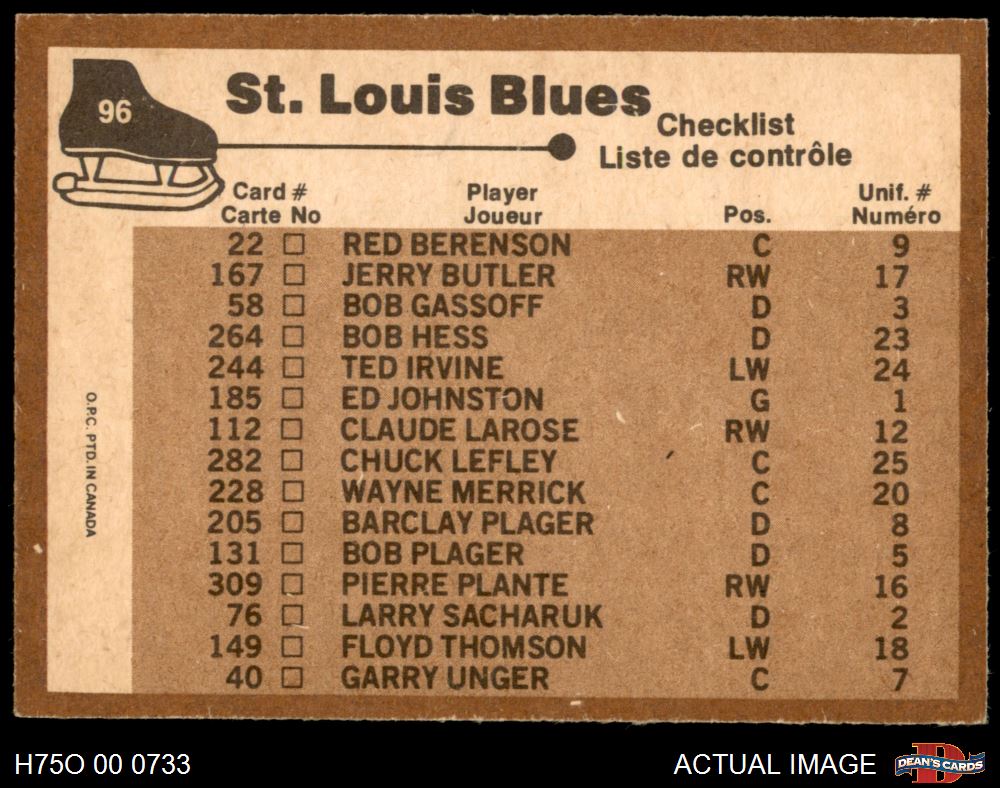 96
St. Louis Blues
Checklist
Liste de contrôle
Card # Player Unif. #
Carte No Joueur Pos. Numéro
22 □ RED BERENSON C 9
167 □ JERRY BUTLER RW 17
58 □ BOB GASSOFF D 3
264 □ BOB HESS D 23
244 □ TED IRVINE LW 24
185 □ ED JOHNSTON G 1
112 □ CLAUDE LAROSE RW 12
282 □ CHUCK LEFLEY C 25
228 □ WAYNE MERRICK C 20
205 □ BARCLAY PLAGER D 8
131 □ BOB PLAGER D 5
309 □ PIERRE PLANTE RW 16
76 □ LARRY SACHARUK D 2
149 □ FLOYD THOMSON LW 18
40 □ GARRY UNGER C 7
O.P.C. PTD. IN CANADA
H75O 00 0733 ACTUAL IMAGE
D
DEAN'S CARDS